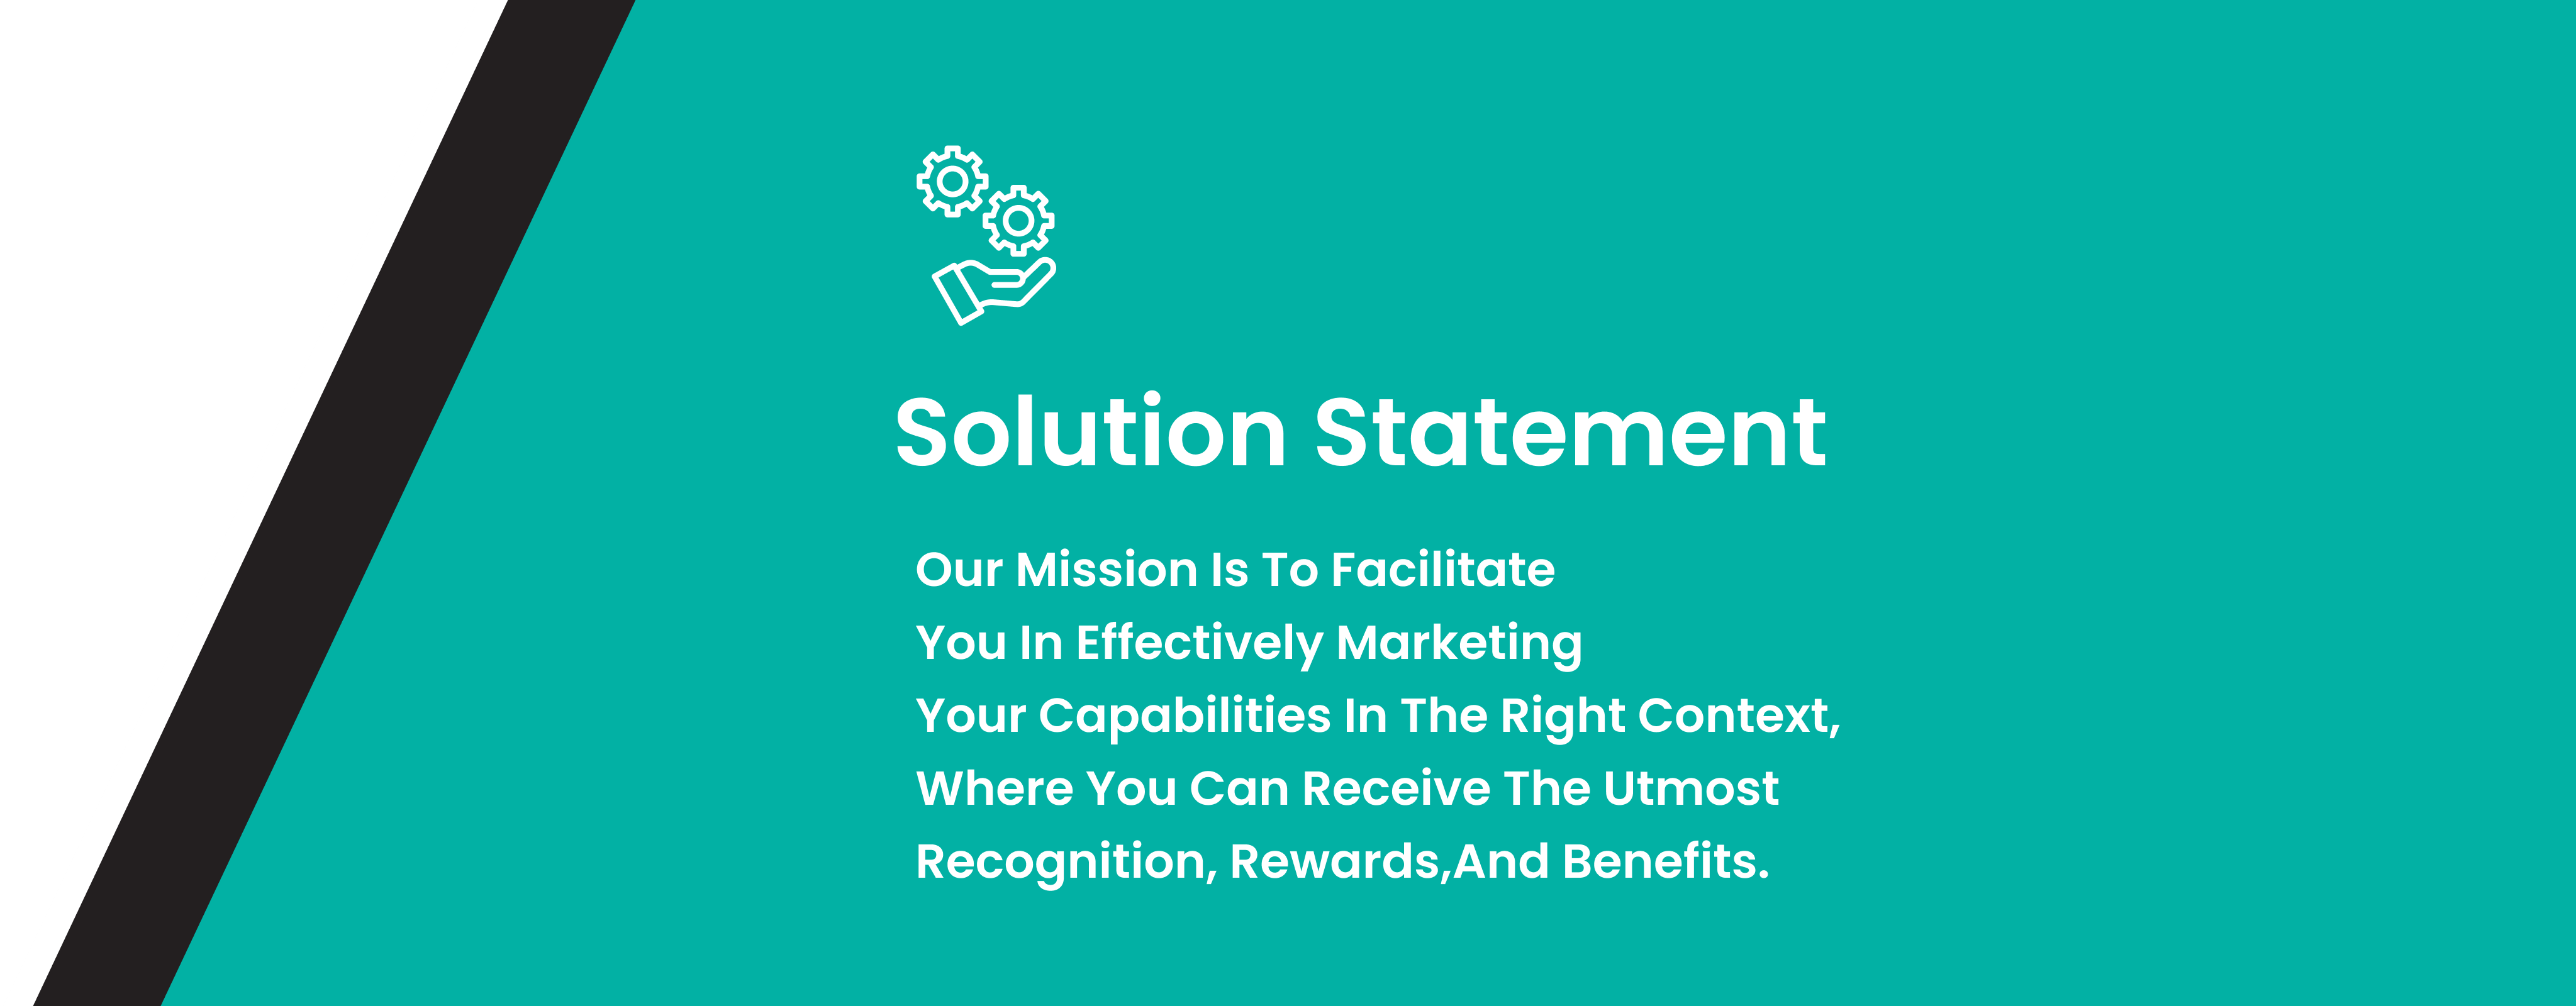 Solution Statement
Our Mission Is To Facilitate
You In Effectively Marketing
Your Capabilities In The Right Context,
Where You Can Receive The Utmost
Recognition, Rewards,And Benefits.